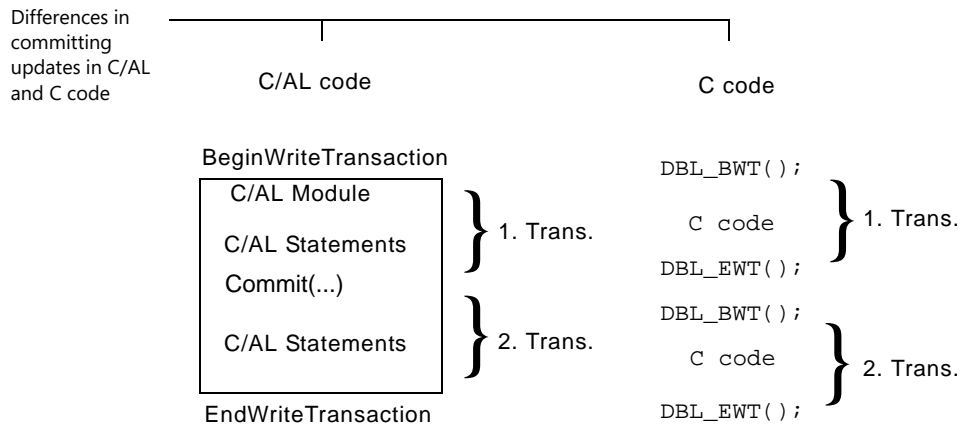 Differences in
committing
updates in C/AL
and C code
C/AL code
BeginWriteTransaction
C/AL Module
C/AL Statements
Commit(...)
1. Trans.
C/AL Statements
2. Trans.
EndWriteTransaction
C code
DBL_BWT();
C code
DBL_EWT();
1. Trans.
DBL_BWT();
C code
DBL_EWT();
2. Trans.